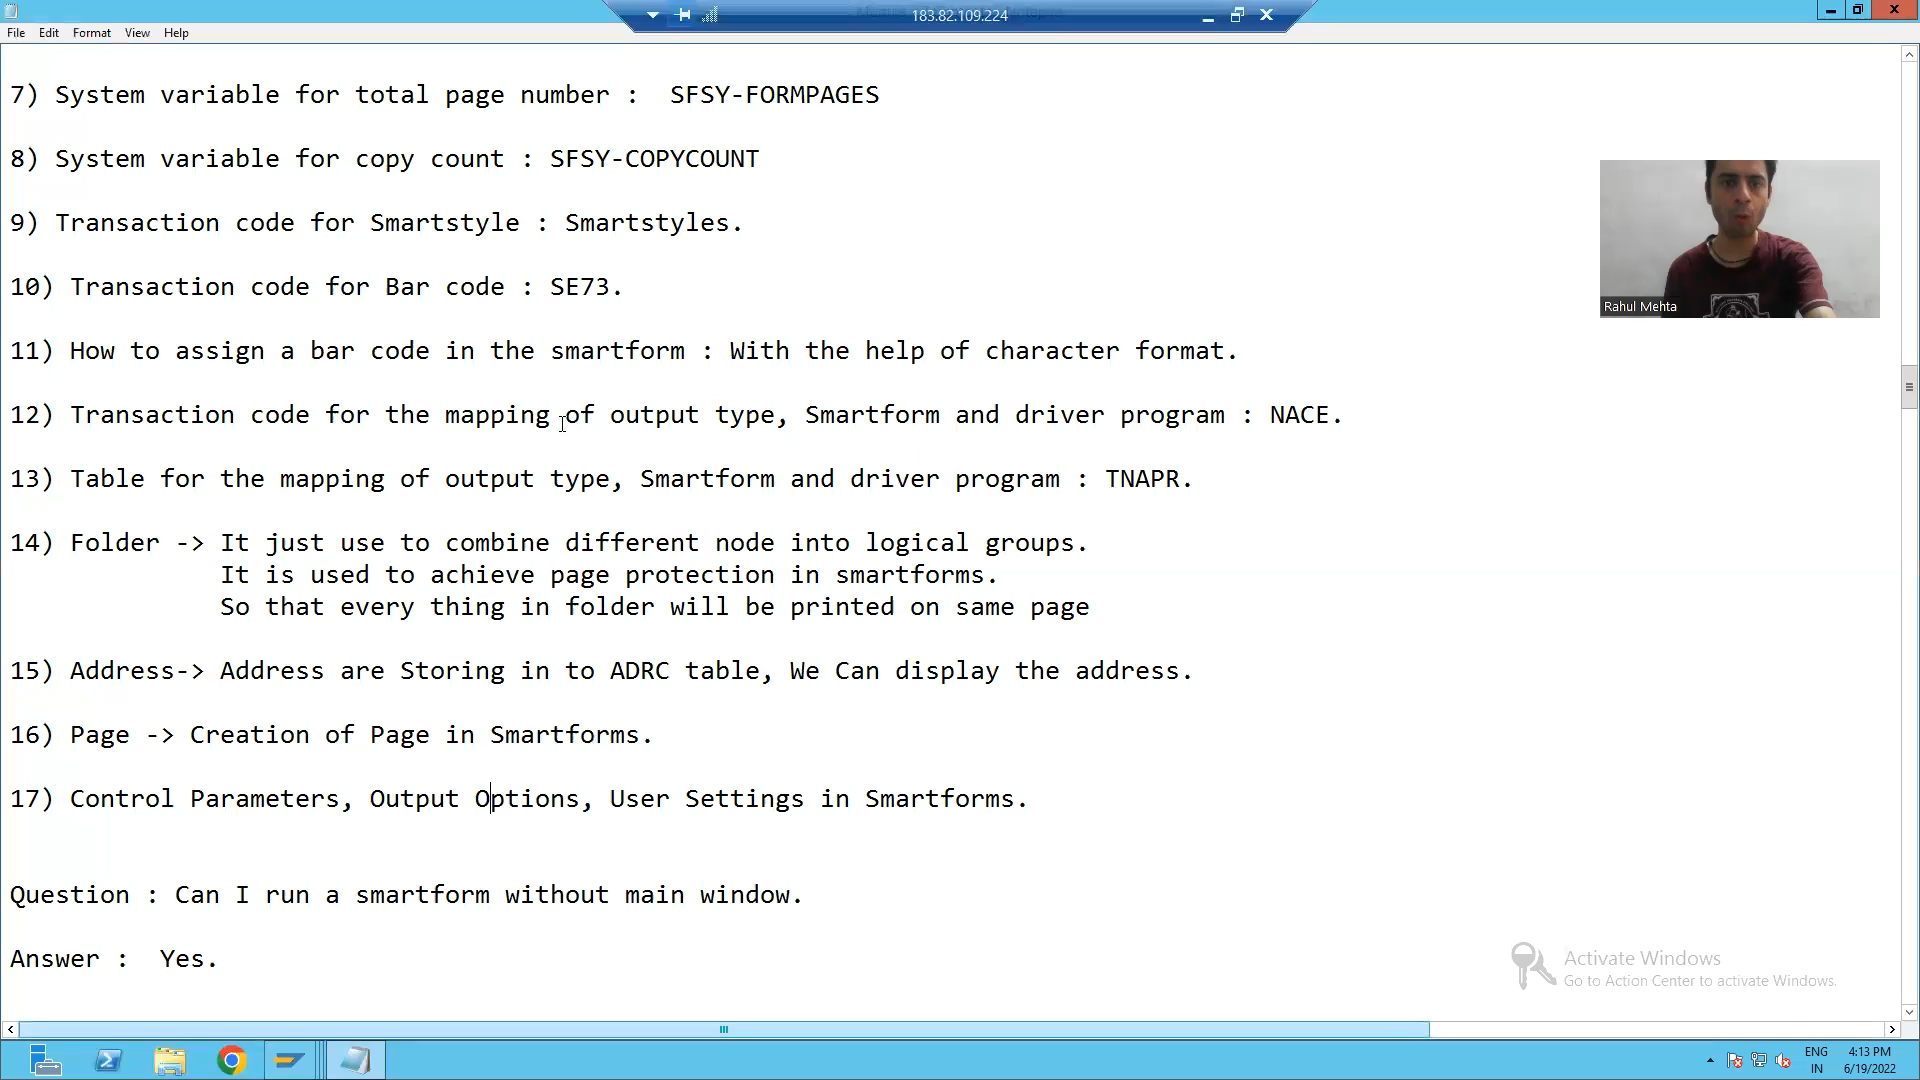 183.82.109.224
File Edit Format View Help
7) System variable for total page number : SFSY-FORMPAGES
8) System variable for copy count : SFSY-COPYCOUNT
9) Transaction code for Smartstyle : Smartstyles.
10) Transaction code for Bar code : SE73.
11) How to assign a bar code in the smartform : With the help of character format.
12) Transaction code for the mapping of output type, Smartform and driver program : NACE.
13) Table for the mapping of output type, Smartform and driver program : TNAPR.
14) Folder -> It just use to combine different node into logical groups.
It is used to achieve page protection in smartforms.
So that every thing in folder will be printed on same page
15) Address-> Address are Storing in to ADRC table, We Can display the address.
16) Page -> Creation of Page in Smartforms.
17) Control Parameters, Output Options, User Settings in Smartforms.
Question : Can I run a smartform without main window.
Answer : Yes.
Rahul Mehta
Activate Windows
Go to Action Center to activate Windows.
ENG 4:13 PM
IN 6/19/2022